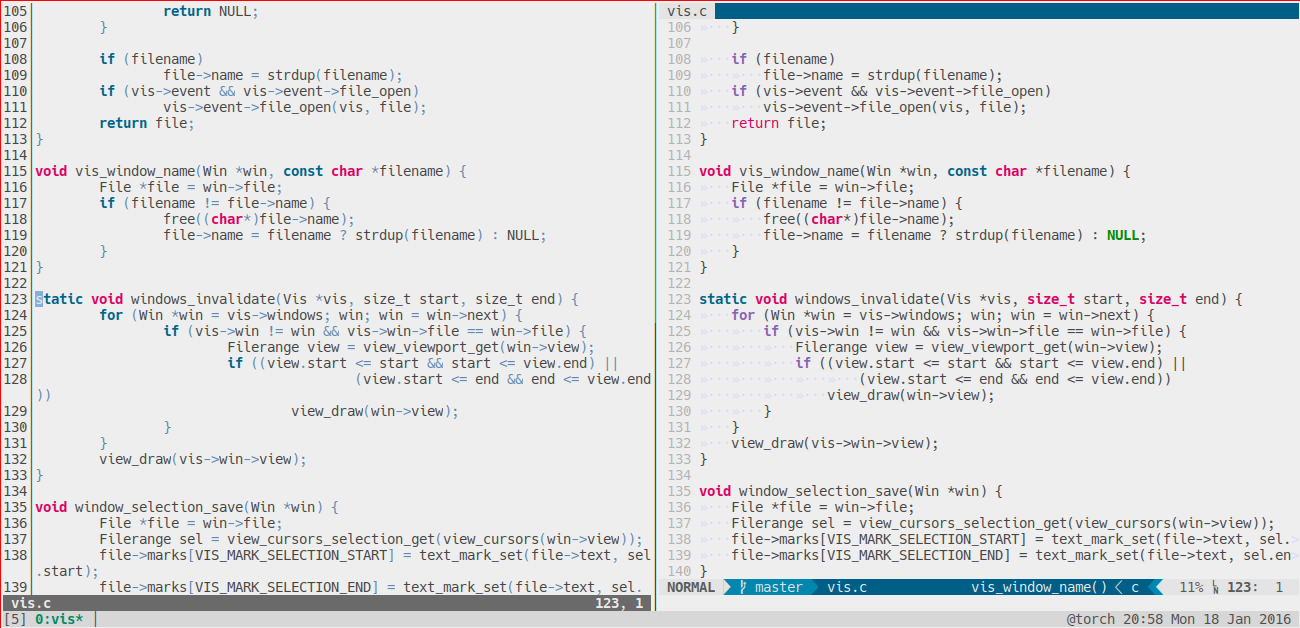 105                 return NULL;
106         }
107
108         if (filename)
109                 file->name = strdup(filename);
110         if (vis->event && vis->event->file_open)
111                 vis->event->file_open(vis, file);
112         return file;
113 }
114
115 void vis_window_name(Win *win, const char *filename) {
116         File *file = win->file;
117         if (filename != file->name) {
118                 free((char*)file->name);
119                 file->name = filename ? strdup(filename) : NULL;
120         }
121 }
122
123 static void windows_invalidate(Vis *vis, size_t start, size_t end) {
124         for (Win *win = vis->windows; win; win = win->next) {
125                 if (vis->win != win && vis->win->file == win->file) {
126                         Filerange view = view_viewport_get(win->view);
127                         if ((view.start <= start && start <= view.end) ||
128                                         (view.start <= end && end <= view.end
))
129                                 view_draw(win->view);
130                 }
131         }
132         view_draw(vis->win->view);
133 }
134
135 void window_selection_save(Win *win) {
136         File *file = win->file;
137         Filerange sel = view_cursors_selection_get(view_cursors(win->view));
138         file->marks[VIS_MARK_SELECTION_START] = text_mark_set(file->text, sel
.start);
139         file->marks[VIS_MARK_SELECTION_END] = text_mark_set(file->text, sel.
vis.c 123, 1
vis.c
106 »···}
107
108 »···if (filename)
109 »···»···file->name = strdup(filename);
110 »···if (vis->event && vis->event->file_open)
111 »···»···vis->event->file_open(vis, file);
112 »···return file;
113 }
114
115 void vis_window_name(Win *win, const char *filename) {
116 »···File *file = win->file;
117 »···if (filename != file->name) {
118 »···»···free((char*)file->name);
119 »···»···file->name = filename ? strdup(filename) : NULL;
120 »···}
121 }
122
123 static void windows_invalidate(Vis *vis, size_t start, size_t end) {
124 »···for (Win *win = vis->windows; win; win = win->next) {
125 »···»···if (vis->win != win && vis->win->file == win->file) {
126 »···»···»···Filerange view = view_viewport_get(win->view);
127 »···»···»···if ((view.start <= start && start <= view.end) ||
128 »···»···»···»···»···(view.start <= end && end <= view.end))
129 »···»···»···»···view_draw(win->view);
130 »···»···}
131 »···}
132 »···view_draw(vis->win->view);
133 }
134
135 void window_selection_save(Win *win) {
136 »···File *file = win->file;
137 »···Filerange sel = view_cursors_selection_get(view_cursors(win->view));
138 »···file->marks[VIS_MARK_SELECTION_START] = text_mark_set(file->text, sel.>
139 »···file->marks[VIS_MARK_SELECTION_END] = text_mark_set(file->text, sel.en>
140 }
NORMAL master vis.c vis_window_name() < c 11% LN 123: 1
[5] 0:vis* @torch 20:58 Mon 18 Jan 2016